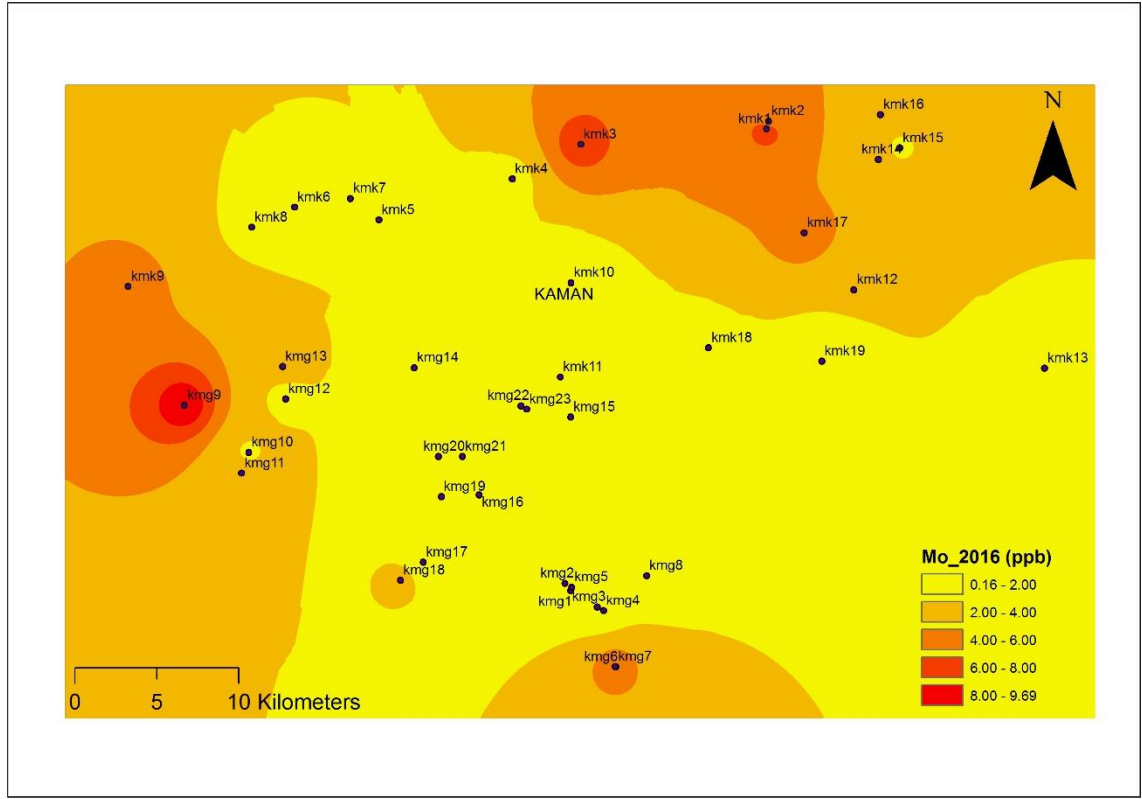 N
kmk16
kmk2
kmk1
kmk3
kmk15
kmk14
kmk4
kmk7
kmk6
kmk5
kmk8
kmk17
kmk9
kmk10
KAMAN
kmk12
kmk18
kmk19
kmk13
kmg13
kmg14
kmk11
kmg12
kmg9
kmg22
kmg23
kmg15
kmg10
kmg20
kmg21
kmg11
kmg19
kmg16
kmg17
kmg18
kmg2
kmg5
kmg8
kmg1
kmg3
kmg4
kmg6
kmg7
Mo_2016 (ppb)
0.16 - 2.00
2.00 - 4.00
4.00 - 6.00
6.00 - 8.00
8.00 - 9.69
0 5 10 Kilometers